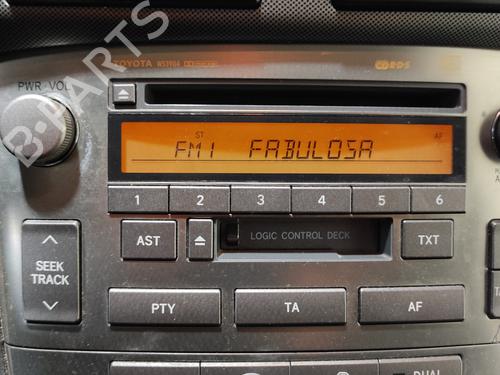 B-PARTS
TOYOTA W53904
RDS
PWR·VOL
ST
AF
FM1 FABULOSA
1 2 3 4 5 6
AST
LOGIC CONTROL DECK
TXT
SEEK
TRACK
PTY
TA
AF
DUAL